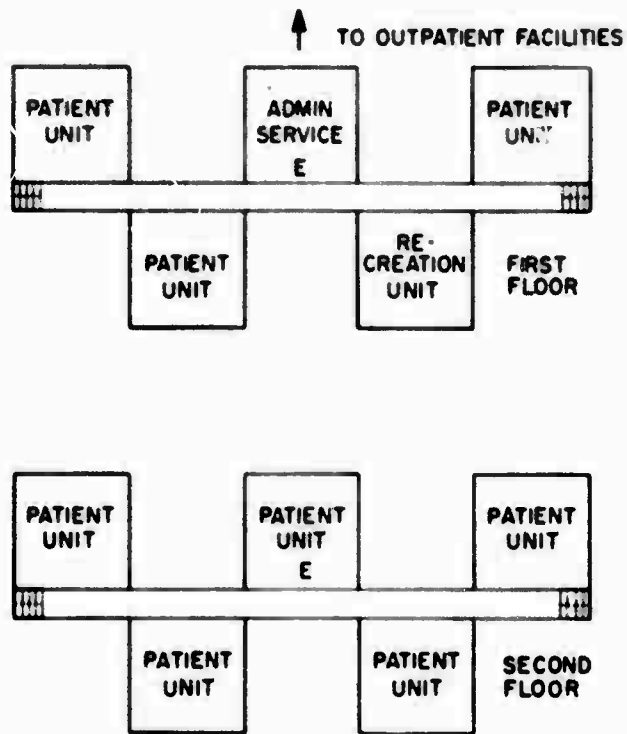 TO OUTPATIENT FACILITIES
PATIENT
UNIT
ADMIN
SERVICE
E
PATIENT
UNIT
PATIENT
UNIT
RE-
CREATION
UNIT
FIRST
FLOOR
PATIENT
UNIT
PATIENT
UNIT
E
PATIENT
UNIT
PATIENT
UNIT
PATIENT
UNIT
SECOND
FLOOR